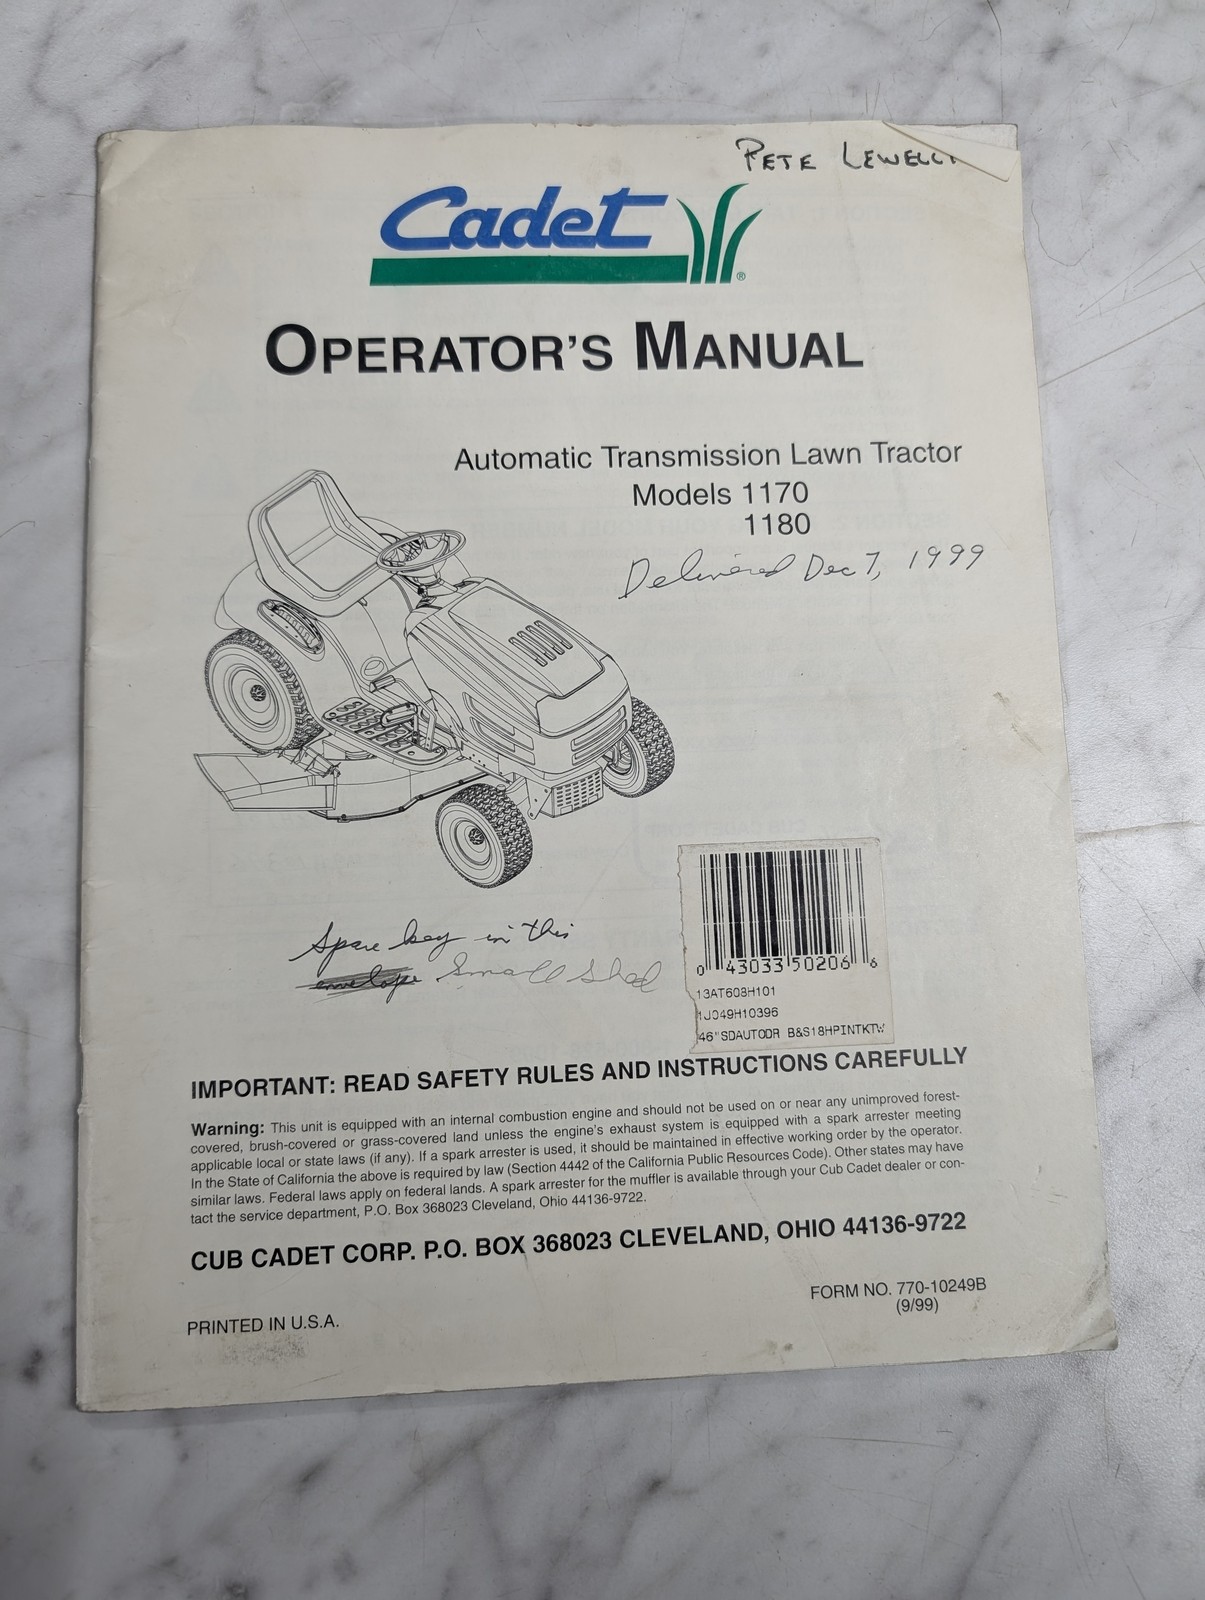 PETE
Cadet
®
OPERATOR'S MANUAL
Automatic Transmission Lawn Tractor
Models 1170
1180
Delivered Dec 7, 1999
Spare key in this
envelope Small Shed
0 43033 50206 6
13AT608H101
1J049H10396
46"SDAUTODR B&S18HPINTKTW
IMPORTANT: READ SAFETY RULES AND INSTRUCTIONS CAREFULLY
Warning: This unit is equipped with an internal combustion engine and should not be used on or near any unimproved forest-
covered, brush-covered or grass-covered land unless the engine's exhaust system is equipped with a spark arrester meeting
applicable local or state laws (if any). If a spark arrester is used, it should be maintained in effective working order by the operator.
In the State of California the above is required by law (Section 4442 of the California Public Resources Code). Other states may have
similar laws. Federal laws apply on federal lands. A spark arrester for the muffler is available through your Cub Cadet dealer or con-
tact the service department, P.O. Box 368023 Cleveland, Ohio 44136-9722.
CUB CADET CORP. P.O. BOX 368023 CLEVELAND, OHIO 44136-9722
FORM NO. 770-10249B
(9/99)
PRINTED IN U.S.A.